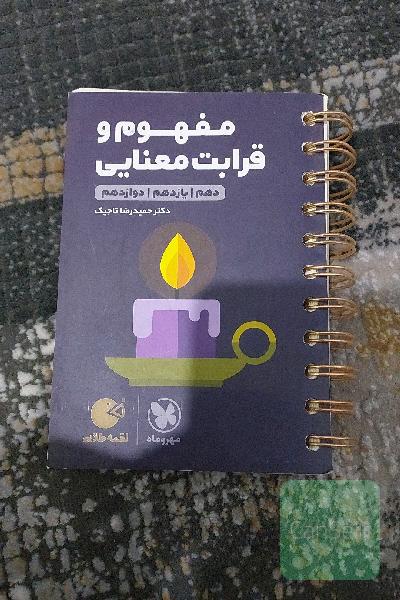 مفهوم و
قرابت معنایی
دهم | یازدهم | دوازدهم
دکتر حمیدرضا تاجیک
لقمه طلایی
مهروماه